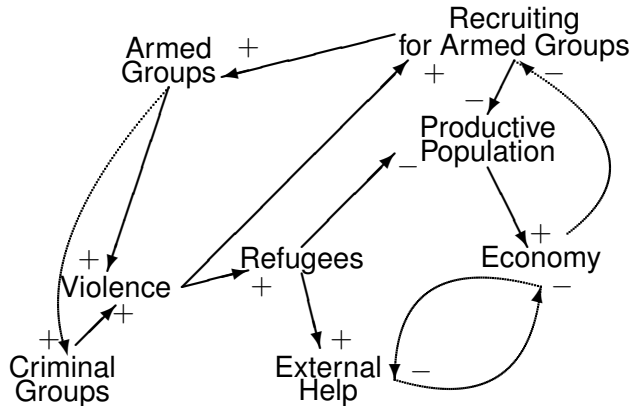 Recruiting
for Armed Groups
Armed
Groups
+
+
−
−
Productive
Population
−
+
Economy
Refugees
+
Violence
+
+
−
+
+
Criminal
Groups
External
Help
−